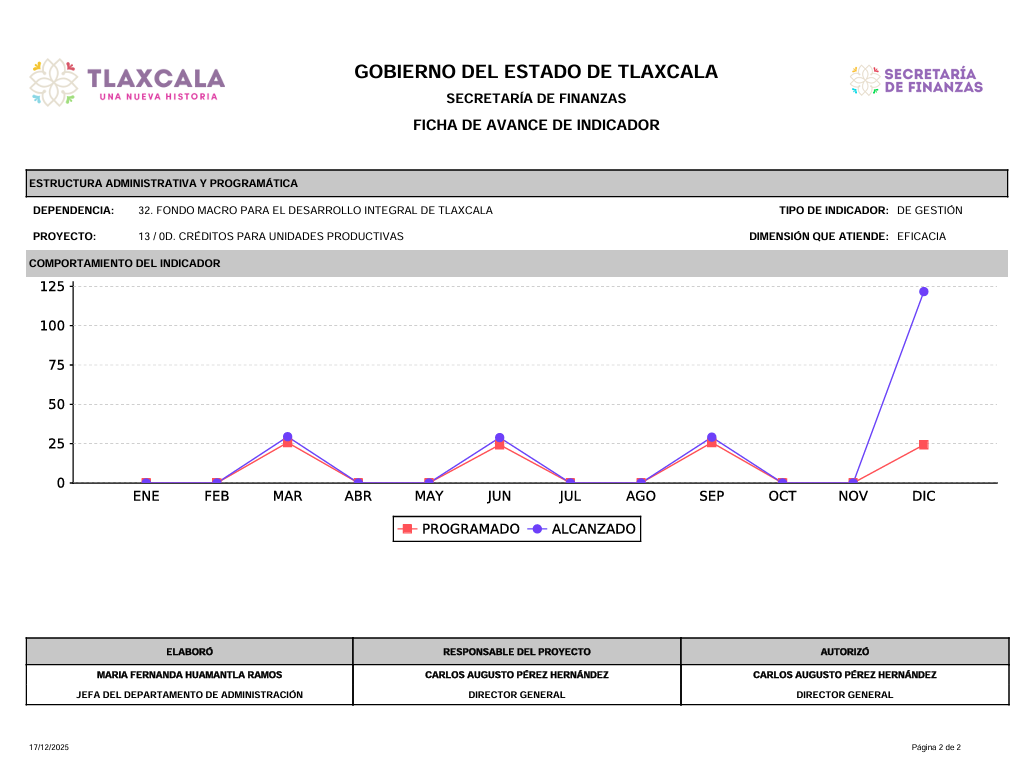 TLAXCALA
UNA NUEVA HISTORIA
GOBIERNO DEL ESTADO DE TLAXCALA
SECRETARÍA DE FINANZAS
FICHA DE AVANCE DE INDICADOR
SECRETARÍA
DE FINANZAS
ESTRUCTURA ADMINISTRATIVA Y PROGRAMÁTICA
DEPENDENCIA: 32. FONDO MACRO PARA EL DESARROLLO INTEGRAL DE TLAXCALA TIPO DE INDICADOR: DE GESTIÓN
PROYECTO: 13 / 0D. CRÉDITOS PARA UNIDADES PRODUCTIVAS DIMENSIÓN QUE ATIENDE: EFICACIA
COMPORTAMIENTO DEL INDICADOR
125
100
75
50
25
0
ENE FEB MAR ABR MAY JUN JUL AGO SEP OCT NOV DIC
PROGRAMADO ALCANZADO
ELABORÓ RESPONSABLE DEL PROYECTO AUTORIZÓ
MARIA FERNANDA HUAMANTLA RAMOS CARLOS AUGUSTO PÉREZ HERNÁNDEZ CARLOS AUGUSTO PÉREZ HERNÁNDEZ
JEFA DEL DEPARTAMENTO DE ADMINISTRACIÓN DIRECTOR GENERAL DIRECTOR GENERAL
17/12/2025 Página 2 de 2